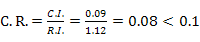 C. R. = C.I./R.I. = 0.09/1.12 = 0.08 < 0.1